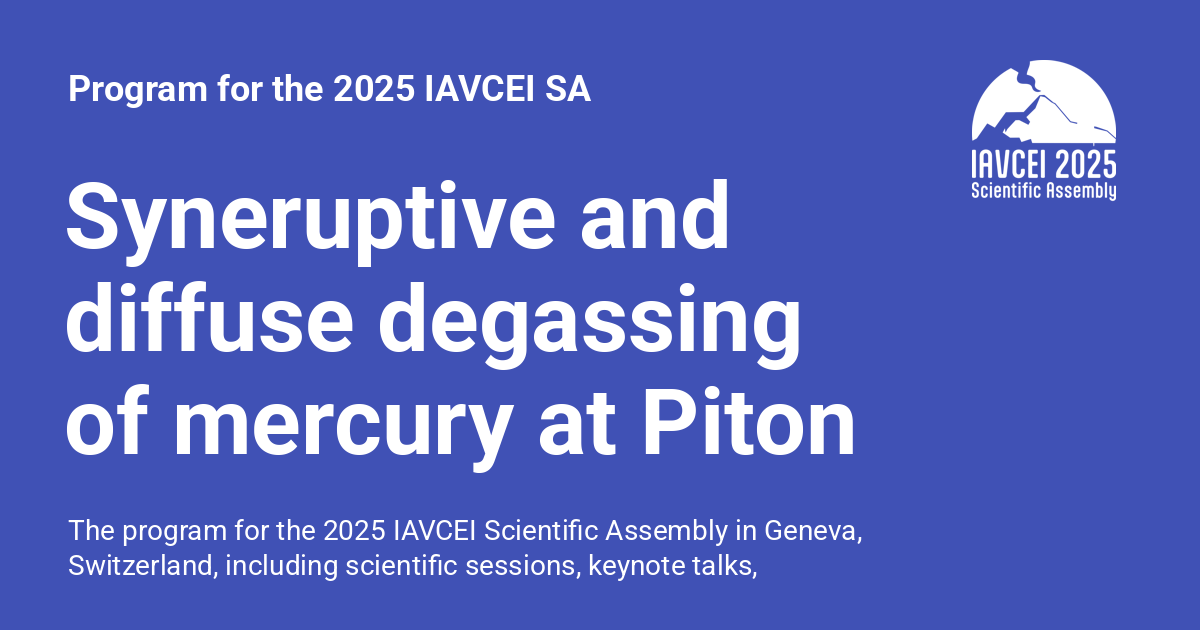 Program for the 2025 IAVCEI SA
IAVCEI 2025
Scientific Assembly
Syneruptive and
diffuse degassing
of mercury at Piton
The program for the 2025 IAVCEI Scientific Assembly in Geneva,
Switzerland, including scientific sessions, keynote talks,